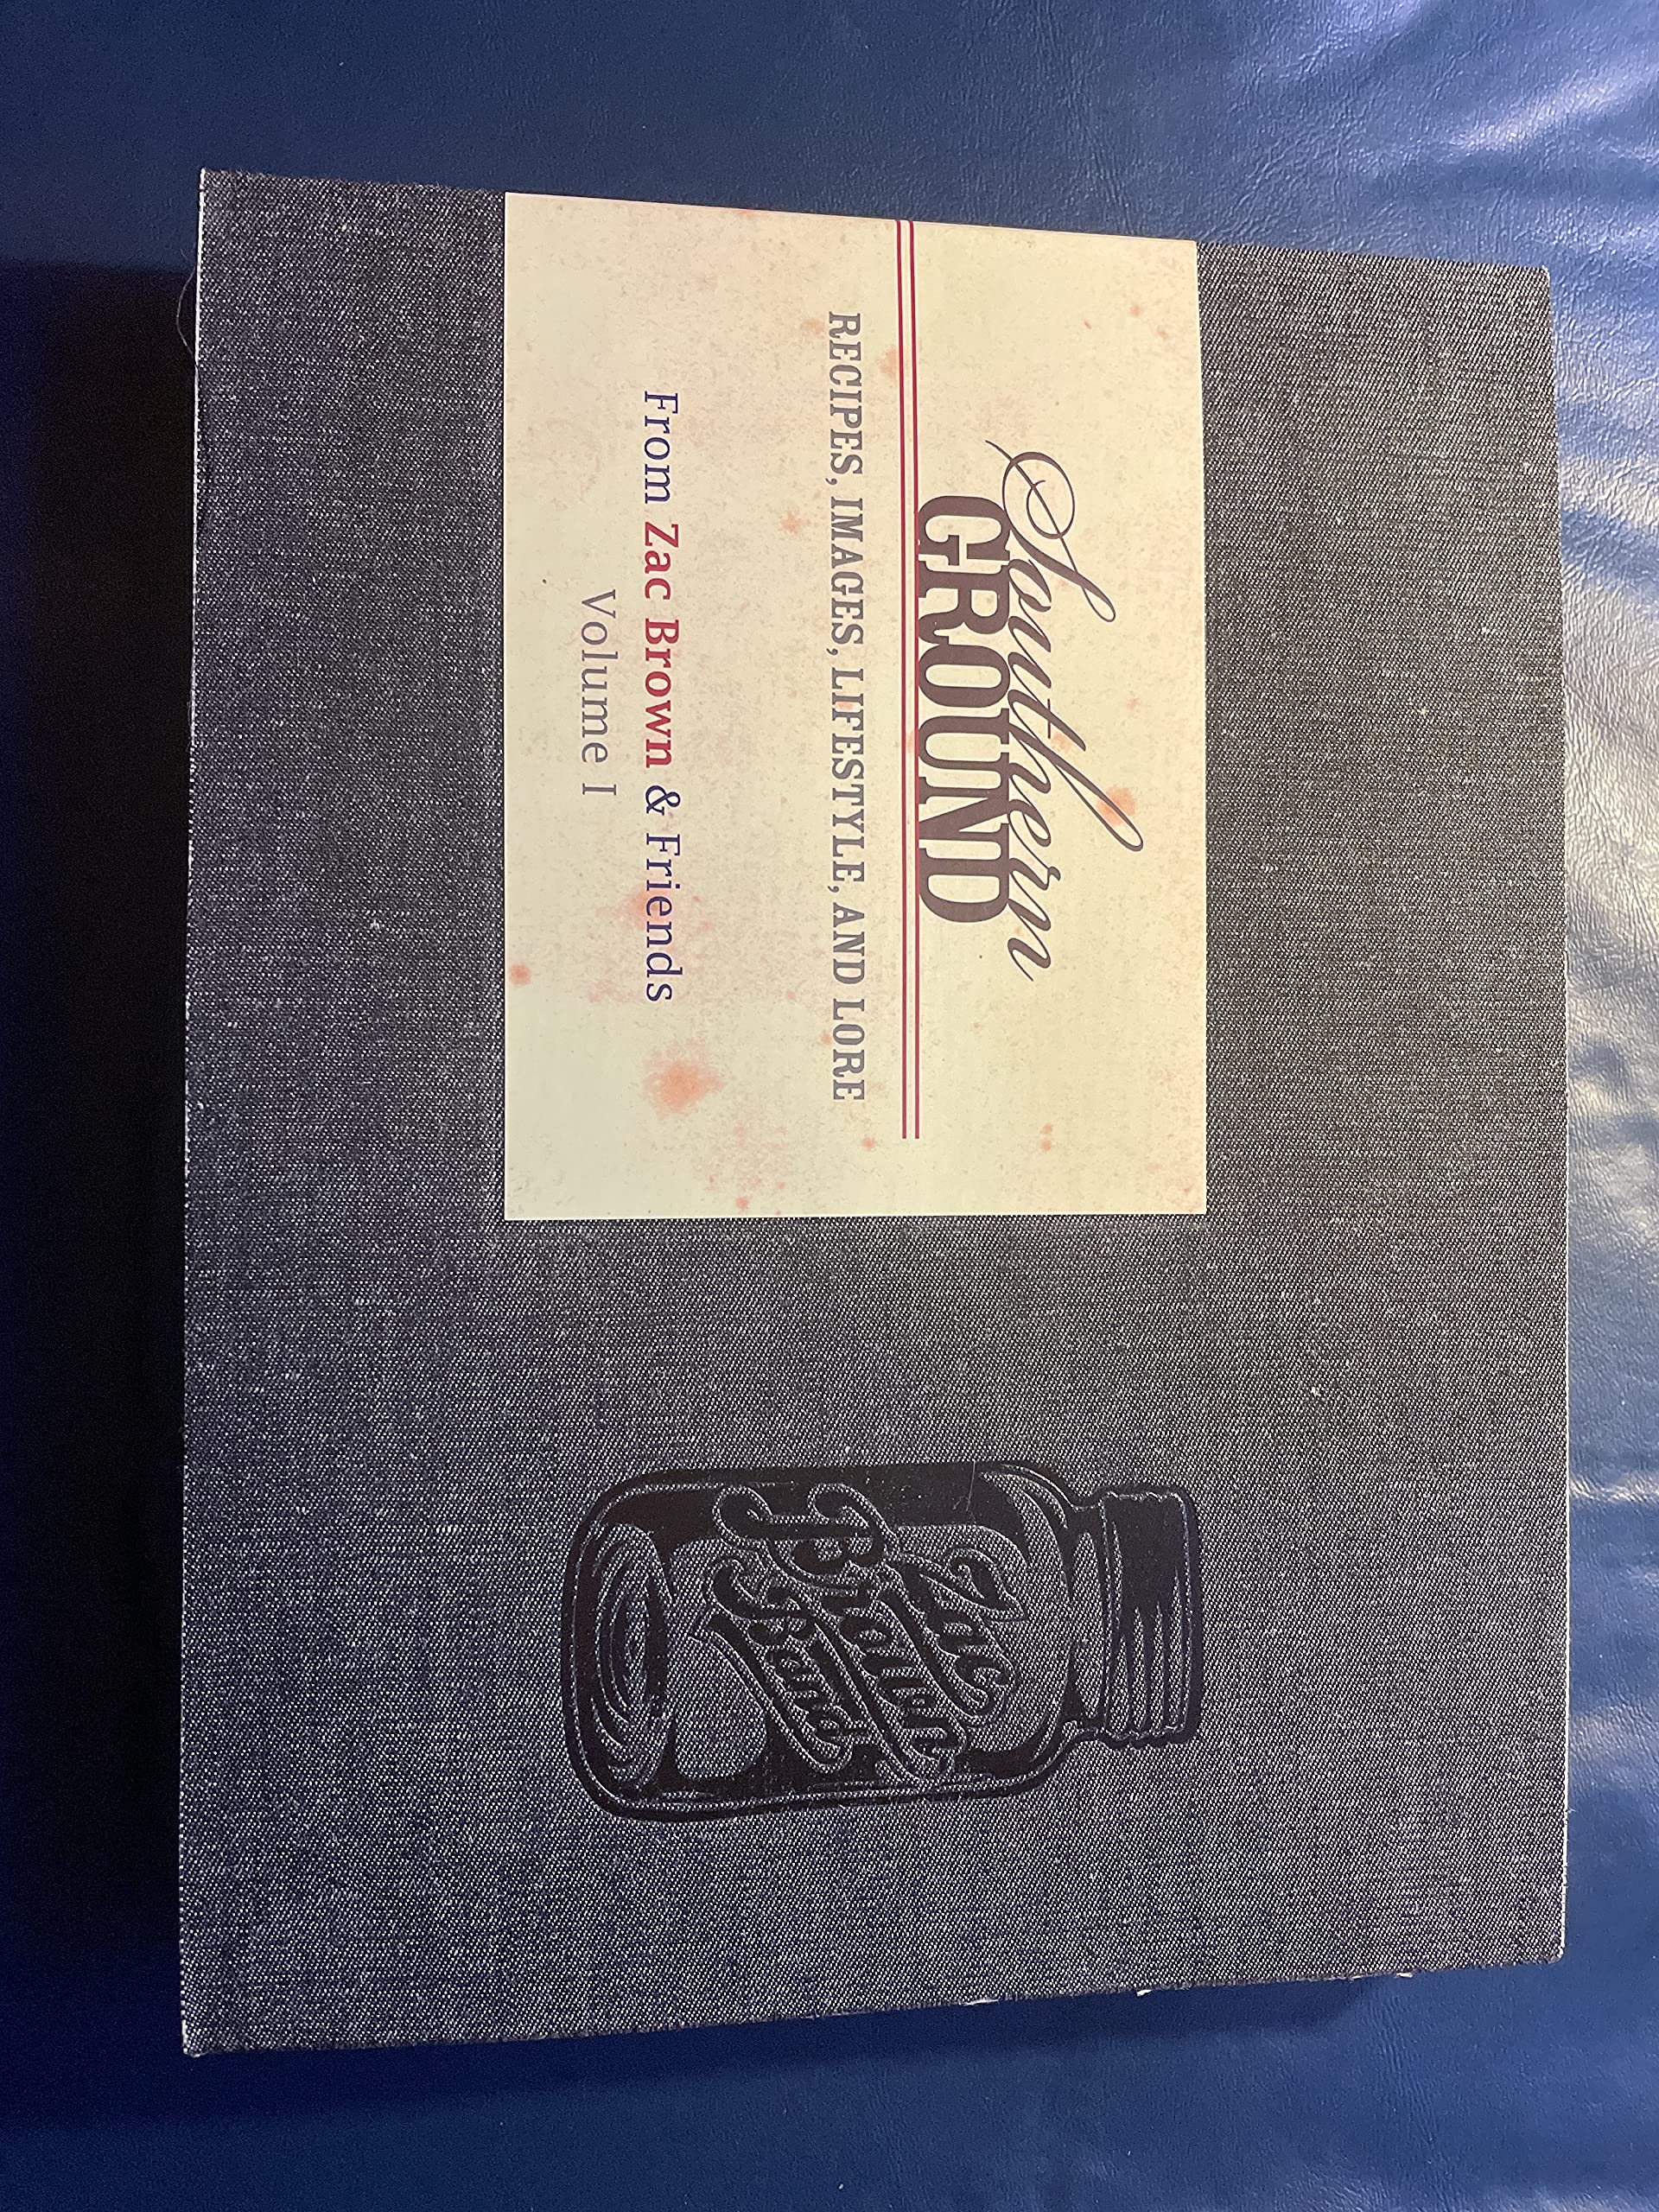 Southern
GROUND
RECIPES, IMAGES, LIFESTYLE, AND LORE
From Zac Brown & Friends
Volume I
Zac
Brown
Band